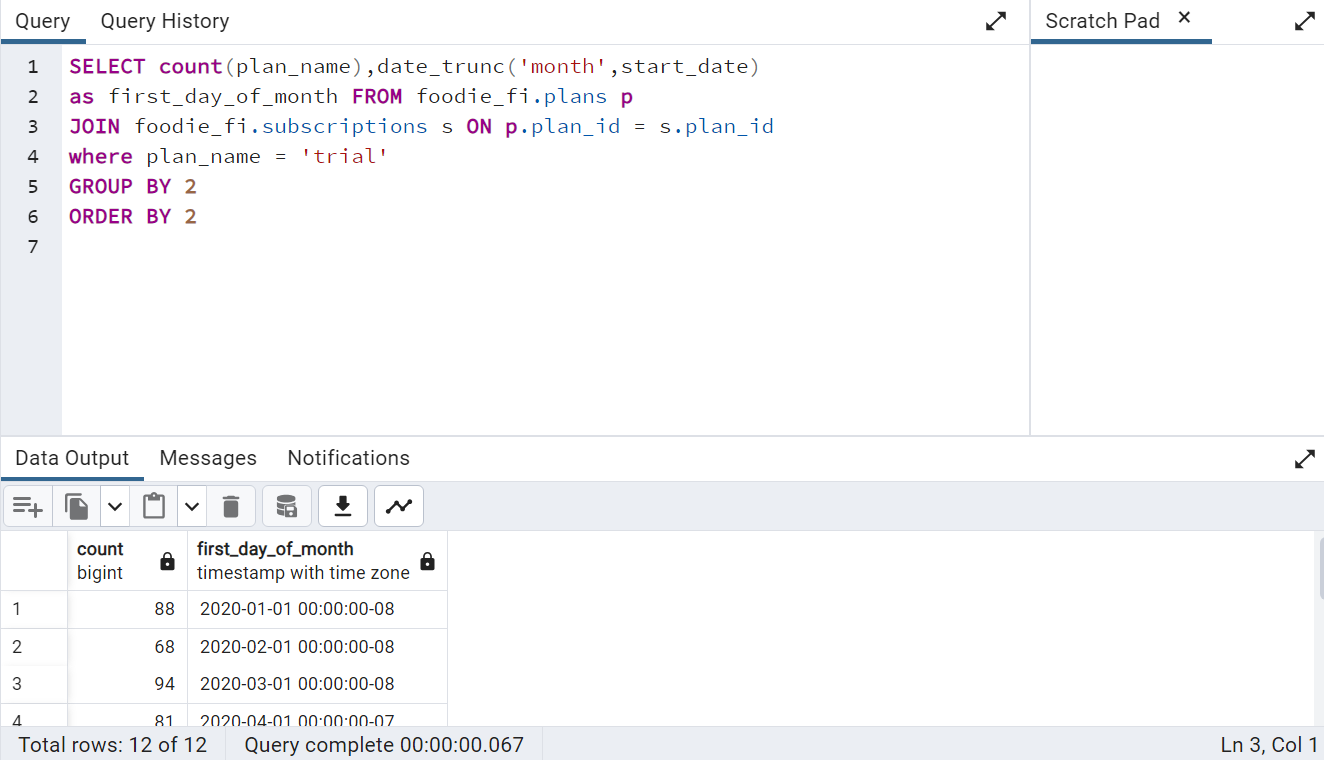 Query Query History
Scratch Pad ×
1 SELECT count(plan_name),date_trunc('month',start_date)
2 as first_day_of_month FROM foodie_fi.plans p
3 JOIN foodie_fi.subscriptions s ON p.plan_id = s.plan_id
4 where plan_name = 'trial'
5 GROUP BY 2
6 ORDER BY 2
7
Data Output Messages Notifications
count first_day_of_month
bigint timestamp with time zone
1 88 2020-01-01 00:00:00-08
2 68 2020-02-01 00:00:00-08
3 94 2020-03-01 00:00:00-08
4 81 2020-04-01 00:00:00-07
Total rows: 12 of 12 Query complete 00:00:00.067 Ln 3, Col 1